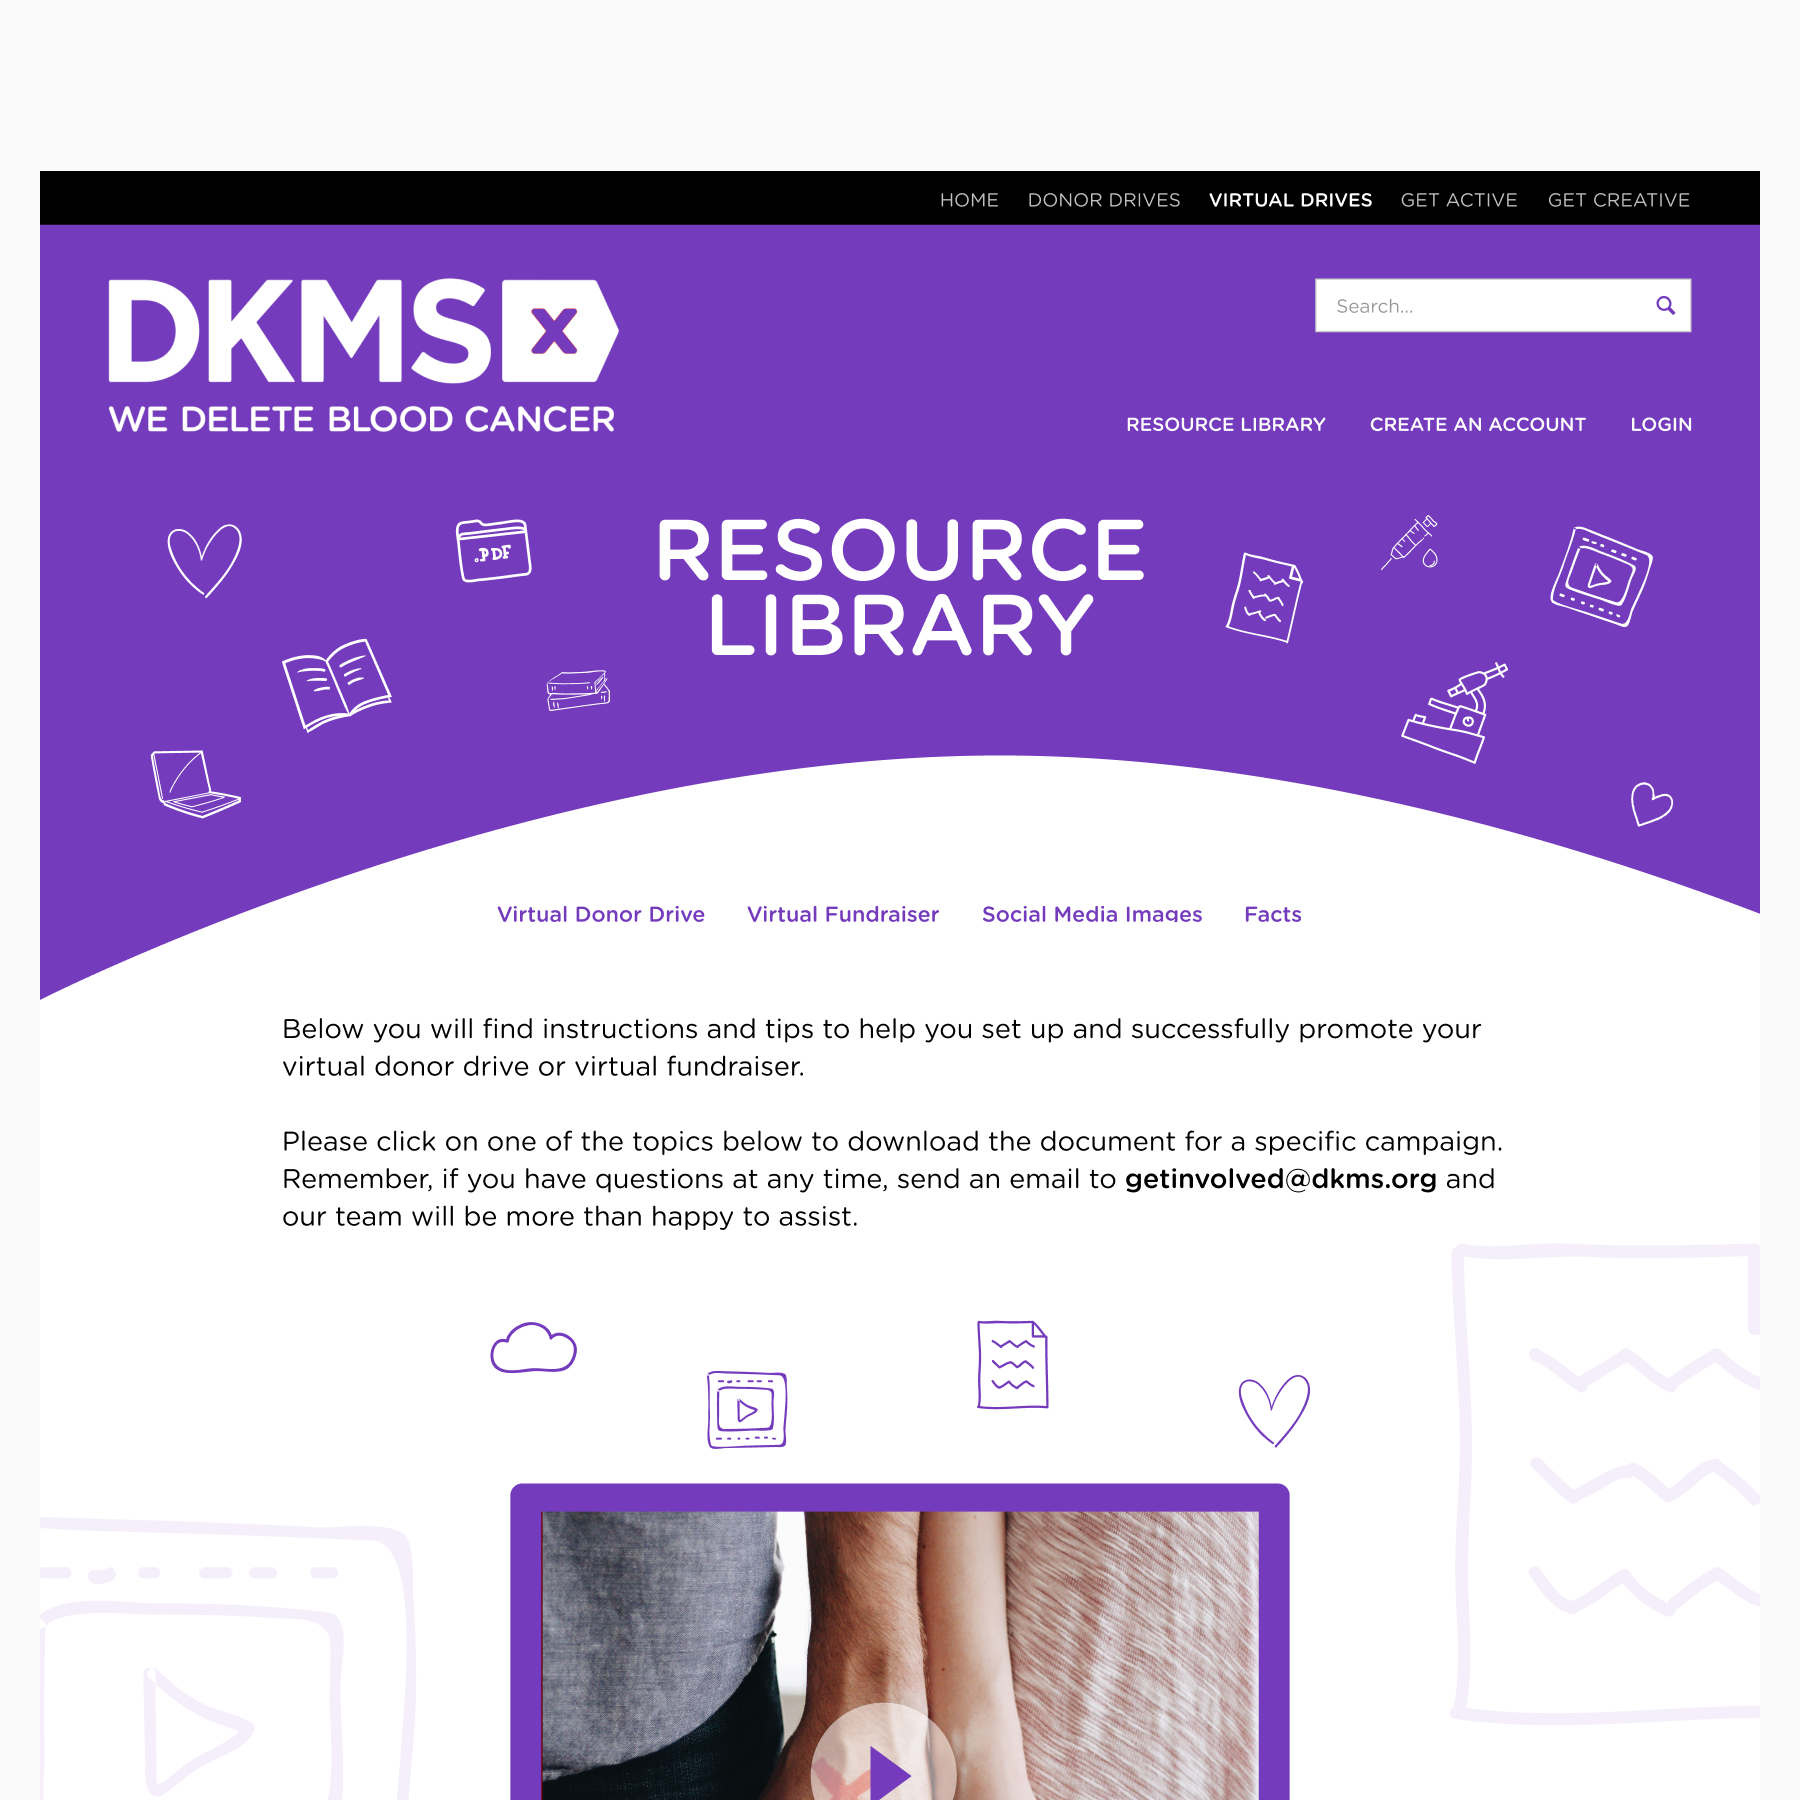 HOME DONOR DRIVES VIRTUAL DRIVES GET ACTIVE GET CREATIVE
DKMS x
WE DELETE BLOOD CANCER
Search...
RESOURCE LIBRARY CREATE AN ACCOUNT LOGIN
RESOURCE
LIBRARY
.PDF
Virtual Donor Drive Virtual Fundraiser Social Media Images Facts
Below you will find instructions and tips to help you set up and successfully promote your
virtual donor drive or virtual fundraiser.
Please click on one of the topics below to download the document for a specific campaign.
Remember, if you have questions at any time, send an email to getinvolved@dkms.org and
our team will be more than happy to assist.